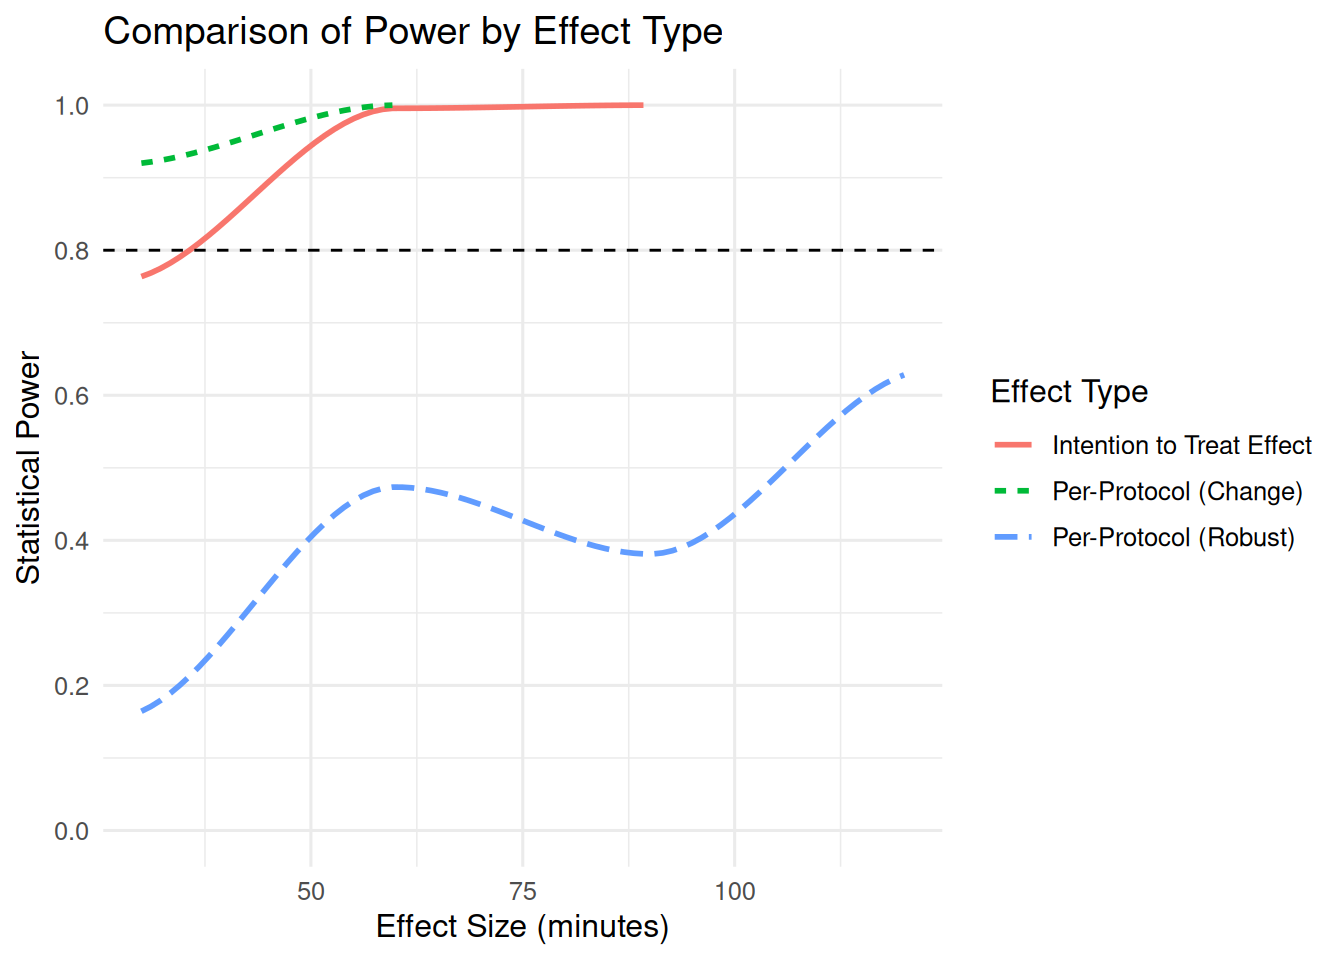 Comparison of Power by Effect Type
1.0
0.8
0.6
0.4
0.2
0.0
Statistical Power
50 75 100
Effect Size (minutes)
Effect Type
Intention to Treat Effect
Per-Protocol (Change)
Per-Protocol (Robust)